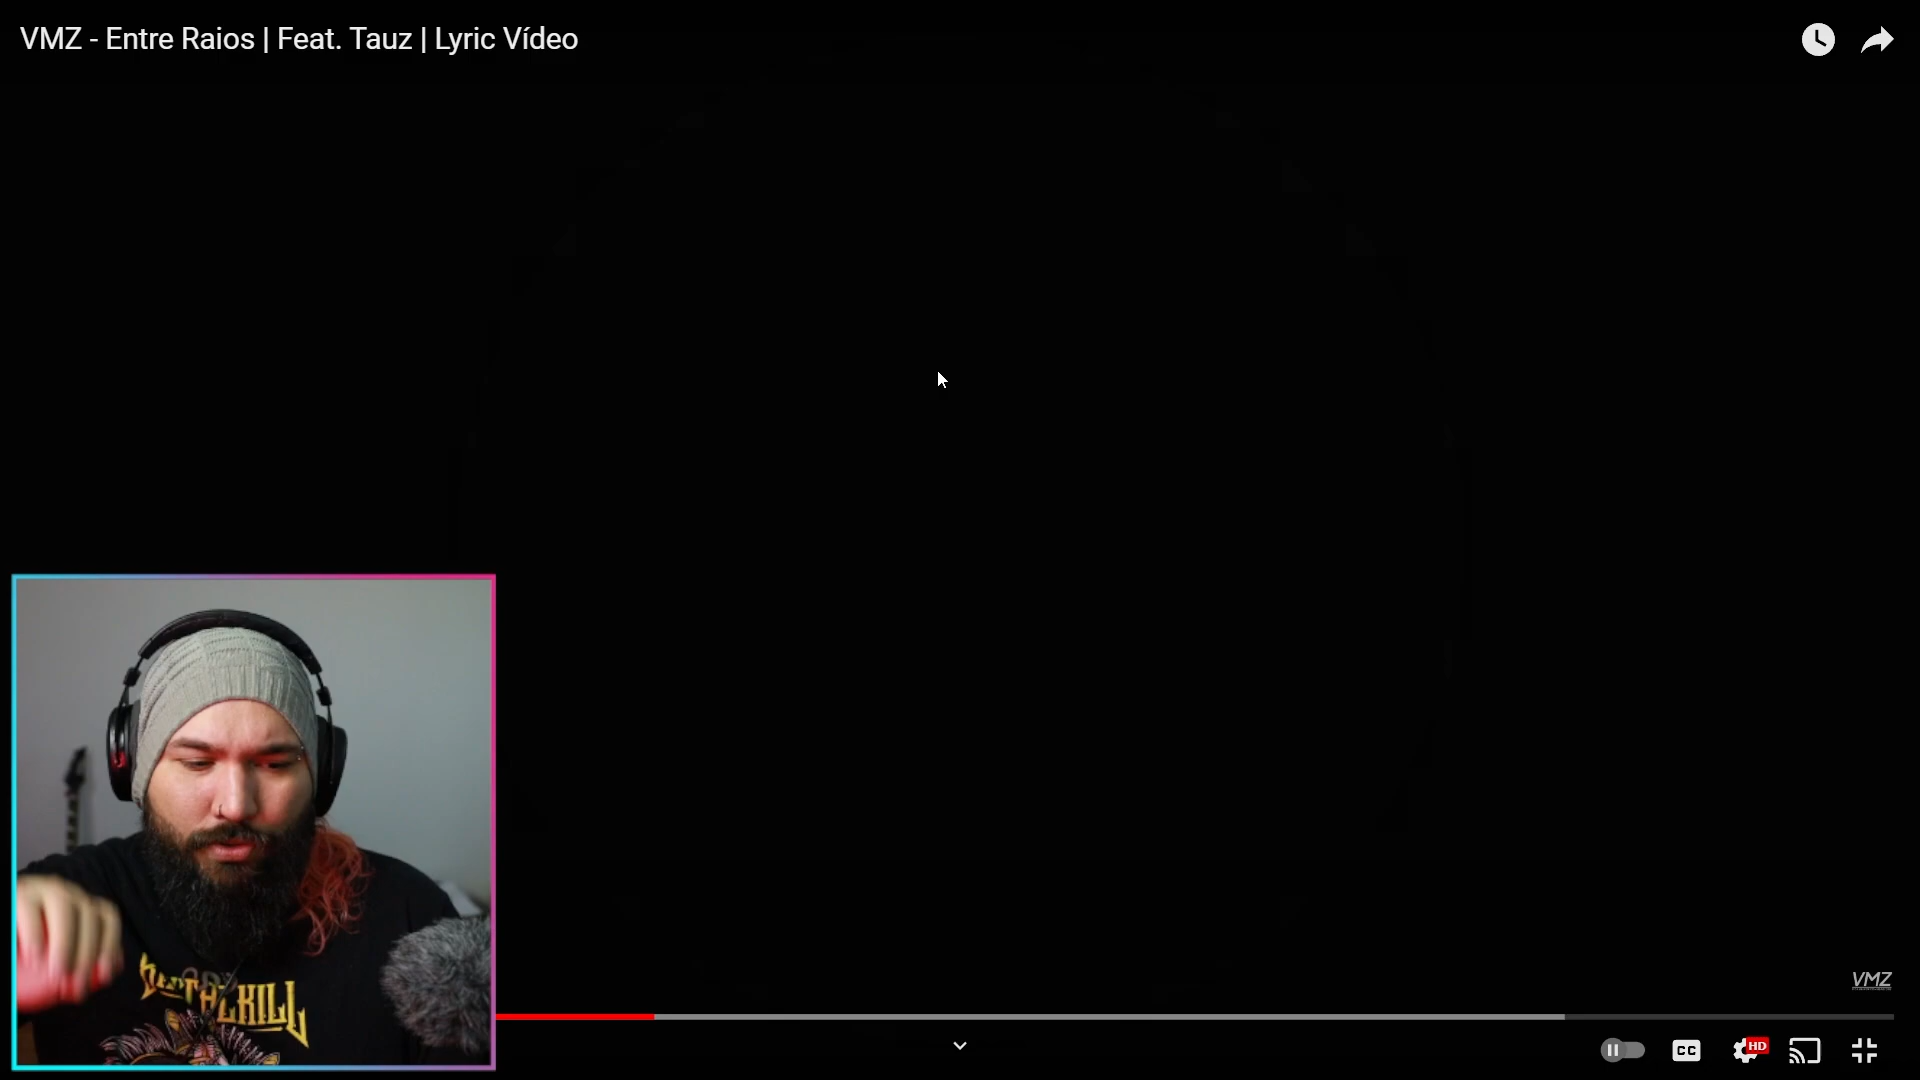 VMZ - Entre Raios | Feat. Tauz | Lyric Vídeo
VMZ
CC
HD